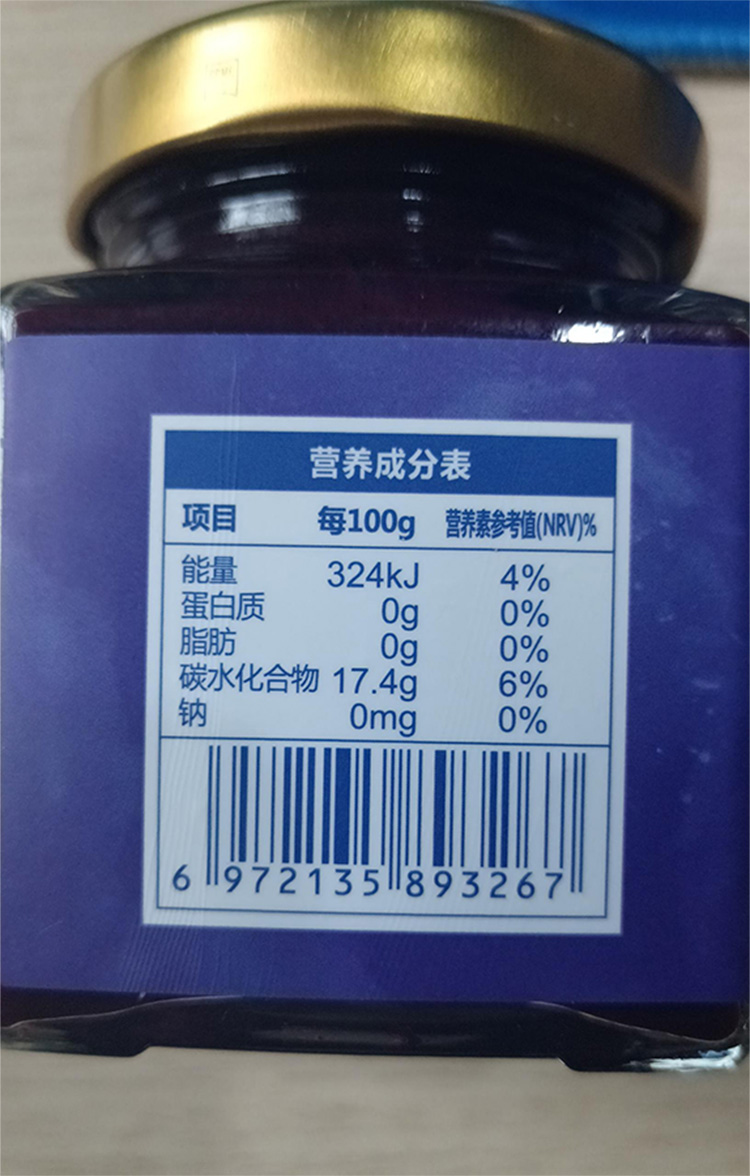 营养成分表
项目 每100g 营养素参考值(NRV)%
能量 324kJ 4%
蛋白质 0g 0%
脂肪 0g 0%
碳水化合物 17.4g 6%
钠 0mg 0%
6 972135 893267